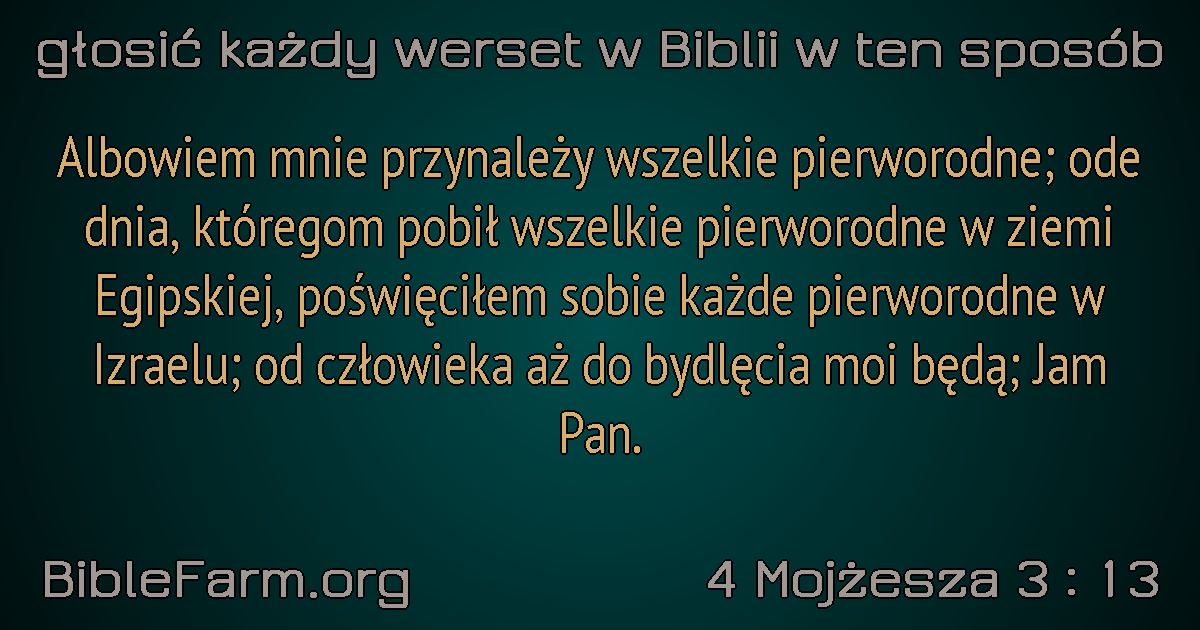 głosić każdy werset w Biblii w ten sposób
Albowiem mnie przynależy wszelkie pierworodne; ode
dnia, któregom pobił wszelkie pierworodne w ziemi
Egipskiej, poświęciłem sobie każde pierworodne w
Izraelu; od człowieka aż do bydlęcia moi będą; Jam
Pan.
BibleFarm.org
4 Mojżesza 3 : 13